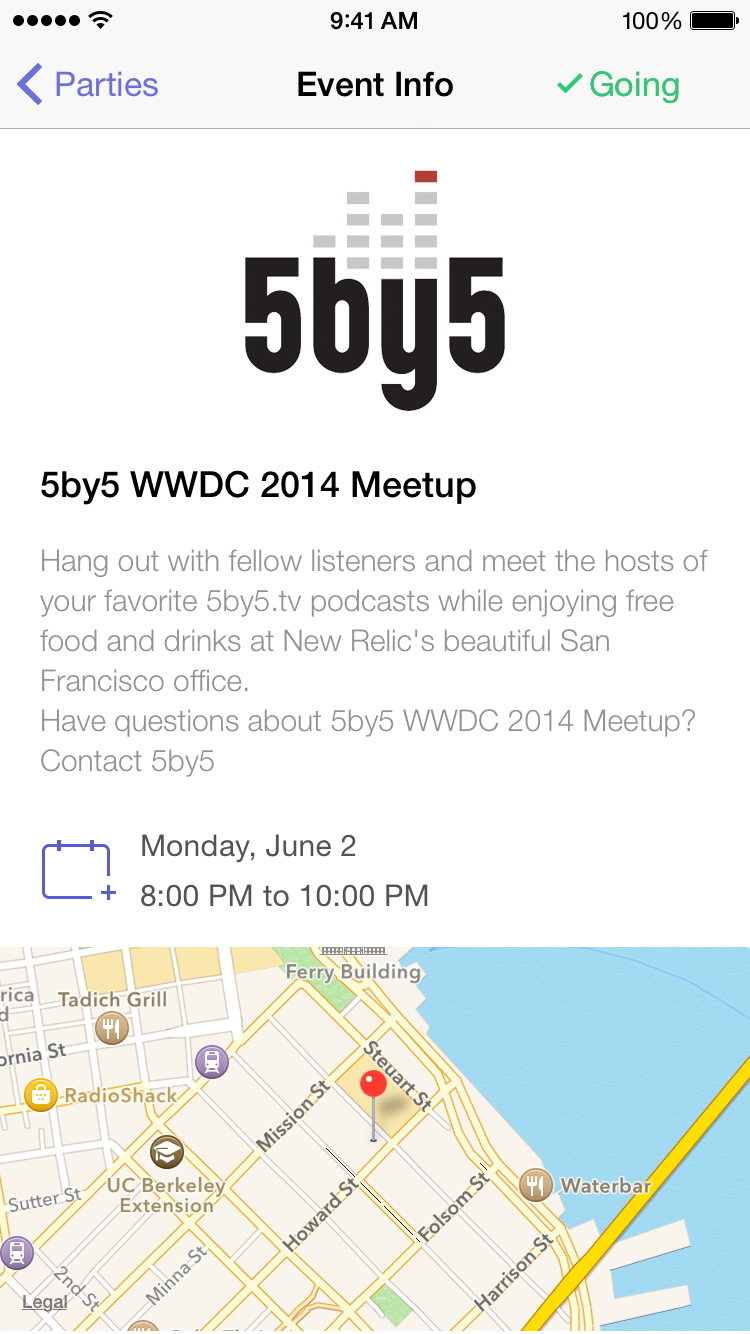 9:41 AM
100%
Parties
Event Info
Going
5by5
5by5 WWDC 2014 Meetup
Hang out with fellow listeners and meet the hosts of
your favorite 5by5.tv podcasts while enjoying free
food and drinks at New Relic's beautiful San
Francisco office.
Have questions about 5by5 WWDC 2014 Meetup?
Contact 5by5
Monday, June 2
8:00 PM to 10:00 PM
Ferry Building
Tadich Grill
St
Steuart St
RadioShack
Mission St
UC Berkeley
Extension
Waterbar
Sutter St
Howard St
Folsom St
Harrison St
Minna St
2nd St
Legal